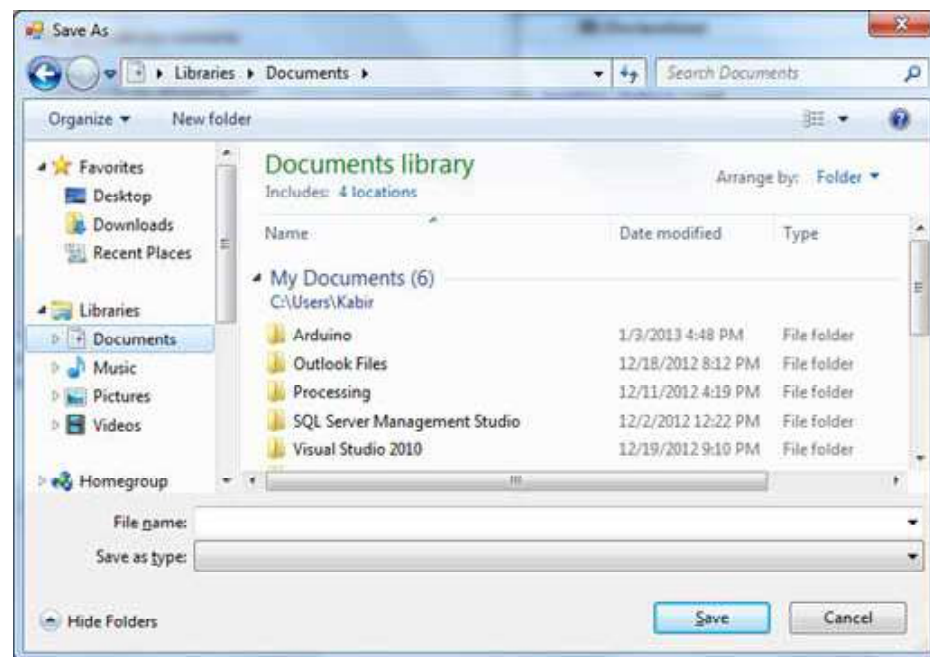 Save As
Libraries Documents
Search Documents
Organize New folder
Favorites
Desktop
Downloads
Recent Places
Libraries
Documents
Music
Pictures
Videos
Homegroup
Documents library
Includes: 4 locations
Arrange by: Folder
Name Date modified Type
My Documents (6)
C:\Users\Kabir
Arduino 1/3/2013 4:48 PM File folder
Outlook Files 12/18/2012 8:12 PM File folder
Processing 12/11/2012 4:19 PM File folder
SQL Server Management Studio 12/2/2012 12:22 PM File folder
Visual Studio 2010 12/19/2012 9:10 PM File folder
File name:
Save as type:
Hide Folders
Save
Cancel